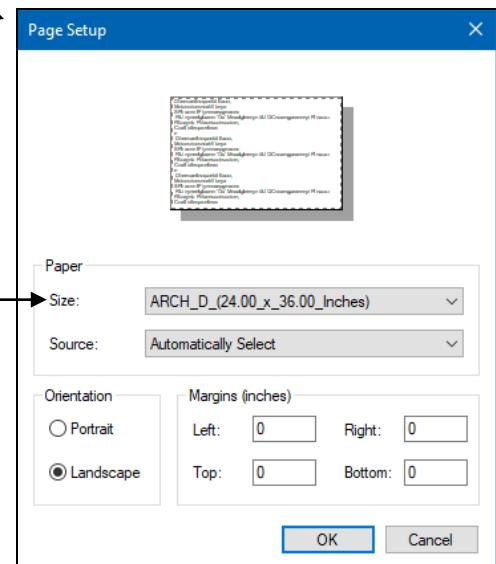 Page Setup
Paper
Size: ARCH_D_(24.00_x_36.00_Inches)
Source: Automatically Select
Orientation
Portrait
Landscape
Margins (inches)
Left: 0 Right: 0
Top: 0 Bottom: 0
OK Cancel